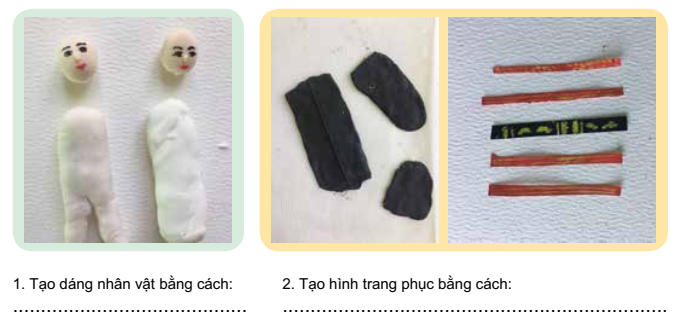 1. Tạo dáng nhân vật bằng cách:
2. Tạo hình trang phục bằng cách:
............................................
......................................................................